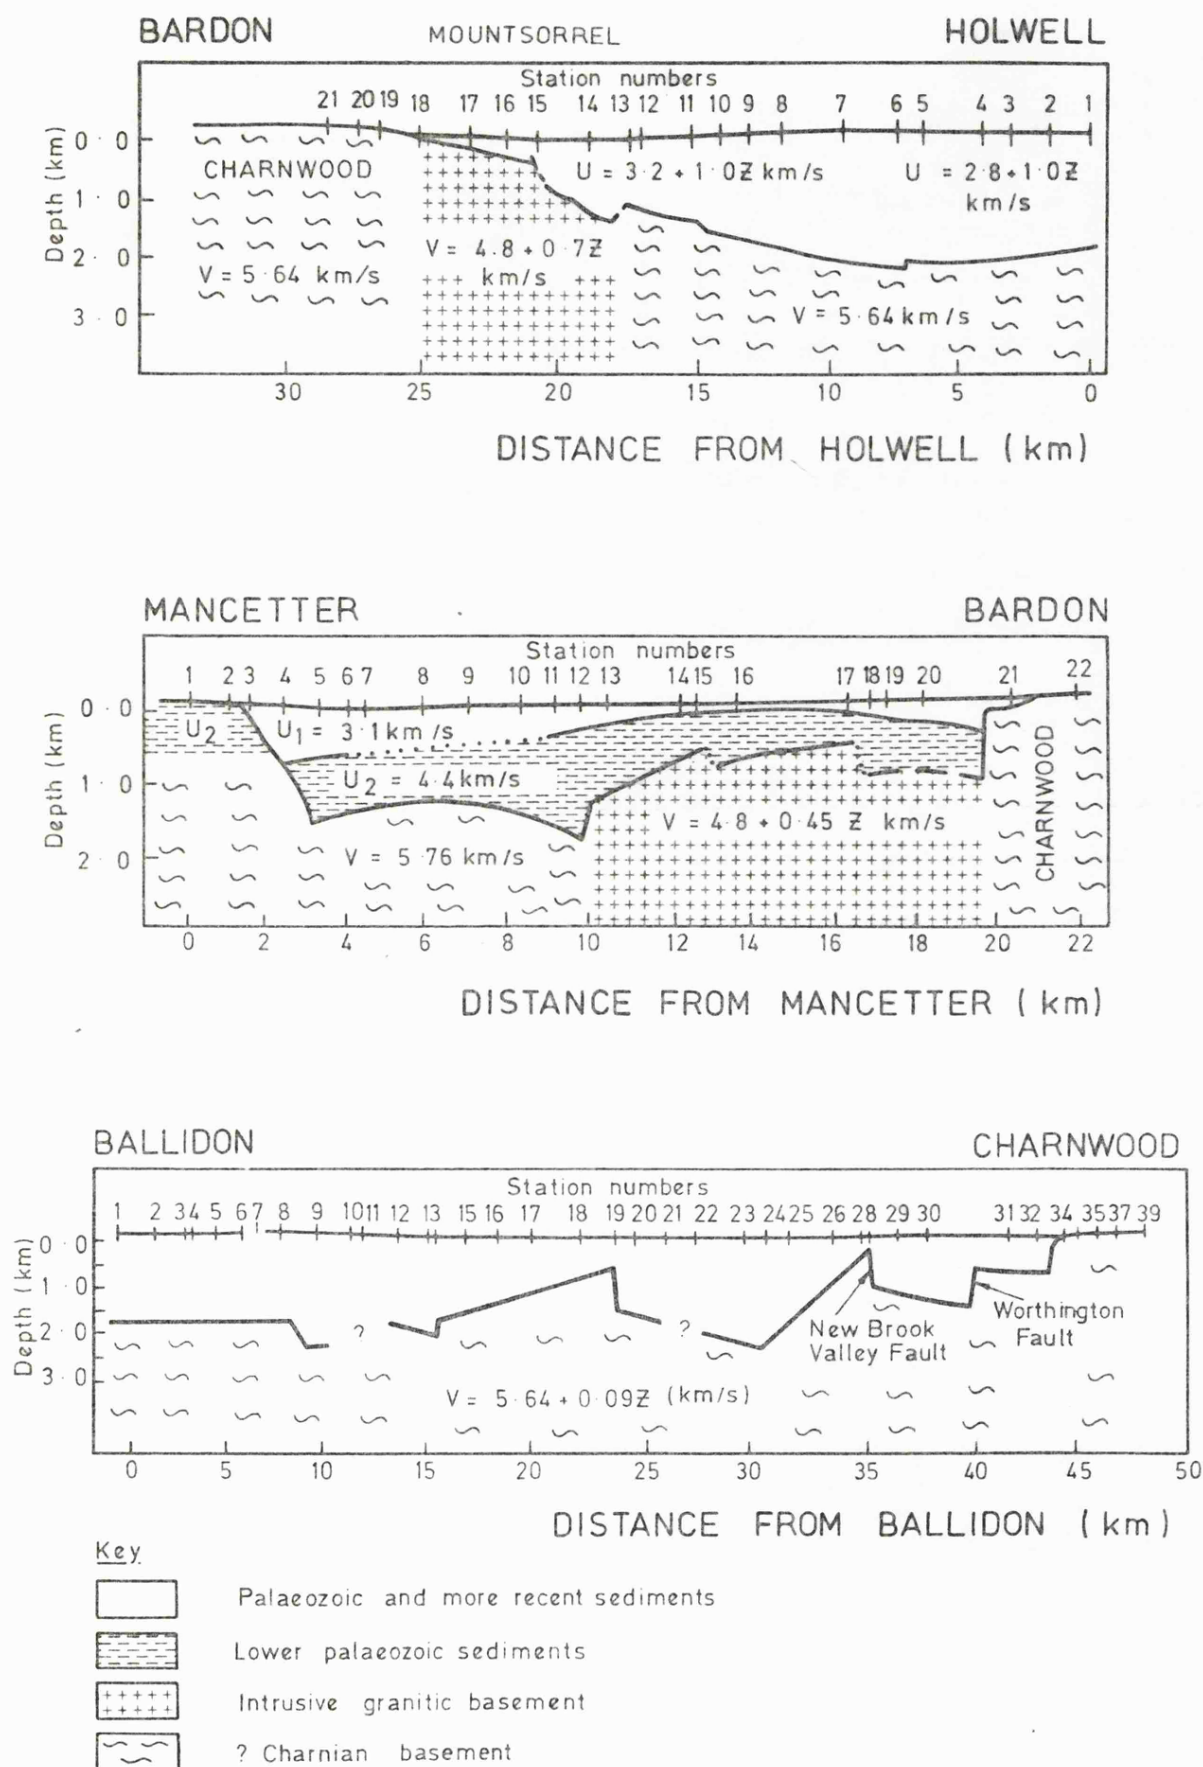 BARDON MOUNTSORREL HOLWELL
Station numbers
21 20 19 18 17 16 15 14 13 12 11 10 9 8 7 6 5 4 3 2 1
Depth (km)
0·0
1·0
2·0
3·0
CHARNWOOD
U = 3·2 + 1·0Z km/s
U = 2·8 + 1·0Z
km/s
V = 4·8 + 0·7Z
km/s
V = 5·64 km/s
V = 5·64 km/s
30 25 20 15 10 5 0
DISTANCE FROM HOLWELL (km)
MANCETTER BARDON
Station numbers
1 2 3 4 5 6 7 8 9 10 11 12 13 14 15 16 17 18 19 20 21 22
Depth (km)
0·0
1·0
2·0
U₂
U₁ = 3·1 km/s
U₂ = 4·4 km/s
V = 4·8 + 0·45 Z km/s
V = 5·76 km/s
CHARNWOOD
0 2 4 6 8 10 12 14 16 18 20 22
DISTANCE FROM MANCETTER (km)
BALLIDON CHARNWOOD
Station numbers
1 2 3 4 5 6 7 8 9 10 11 12 13 15 16 17 18 19 20 21 22 23 24 25 26 28 29 30 31 32 34 35 37 39
Depth (km)
0·0
1·0
2·0
3·0
?
?
New Brook
Valley Fault
Worthington
Fault
V = 5·64 + 0·09Z (km/s)
0 5 10 15 20 25 30 35 40 45 50
DISTANCE FROM BALLIDON (km)
Key
Palaeozoic and more recent sediments
Lower palaeozoic sediments
Intrusive granitic basement
? Charnian basement